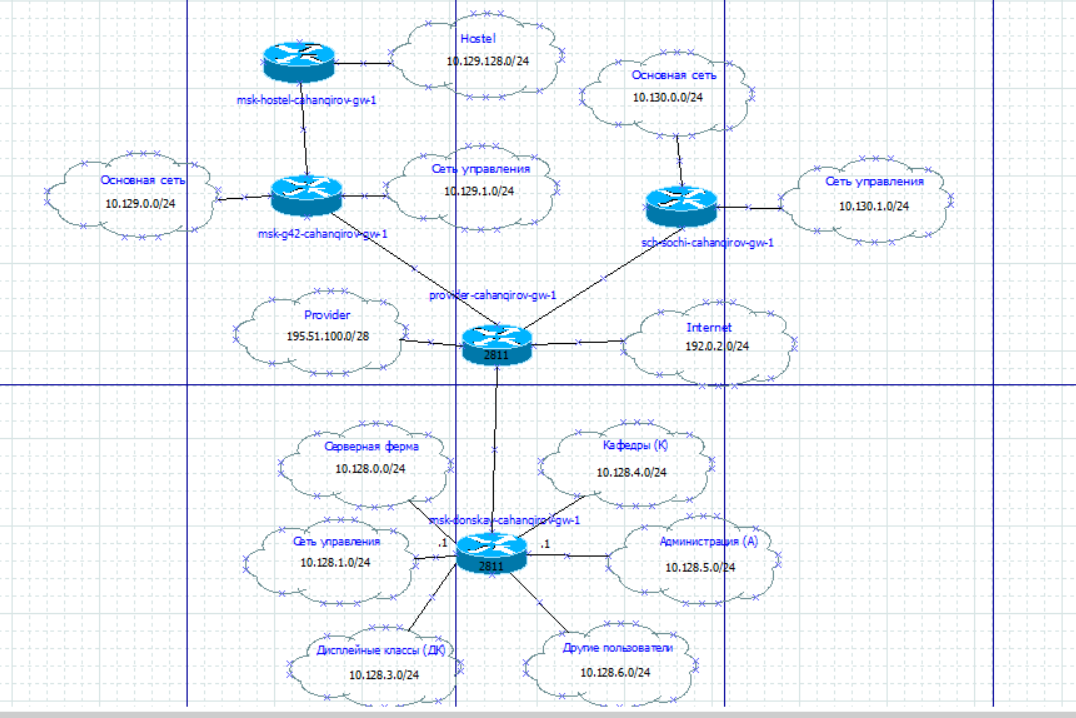 Hostel
10.129.128.0/24
msk-hostel-cahanqirov-gw-1
Основная сеть
10.130.0.0/24
Основная сеть
10.129.0.0/24
Сеть управления
10.129.1.0/24
msk-g42-cahanqirov-gw-1
Сеть управления
10.130.1.0/24
sch-sochi-cahanqirov-gw-1
provider-cahanqirov-gw-1
Provider
195.51.100.0/28
2811
Internet
192.0.2.0/24
Серверная ферма
10.128.0.0/24
Кафедры (К)
10.128.4.0/24
msk-donskay-cahanqirov-gw-1
Сеть управления
10.128.1.0/24
.1
2811
.1
Администрация (А)
10.128.5.0/24
Дисплейные классы (ДК)
10.128.3.0/24
Другие пользователи
10.128.6.0/24